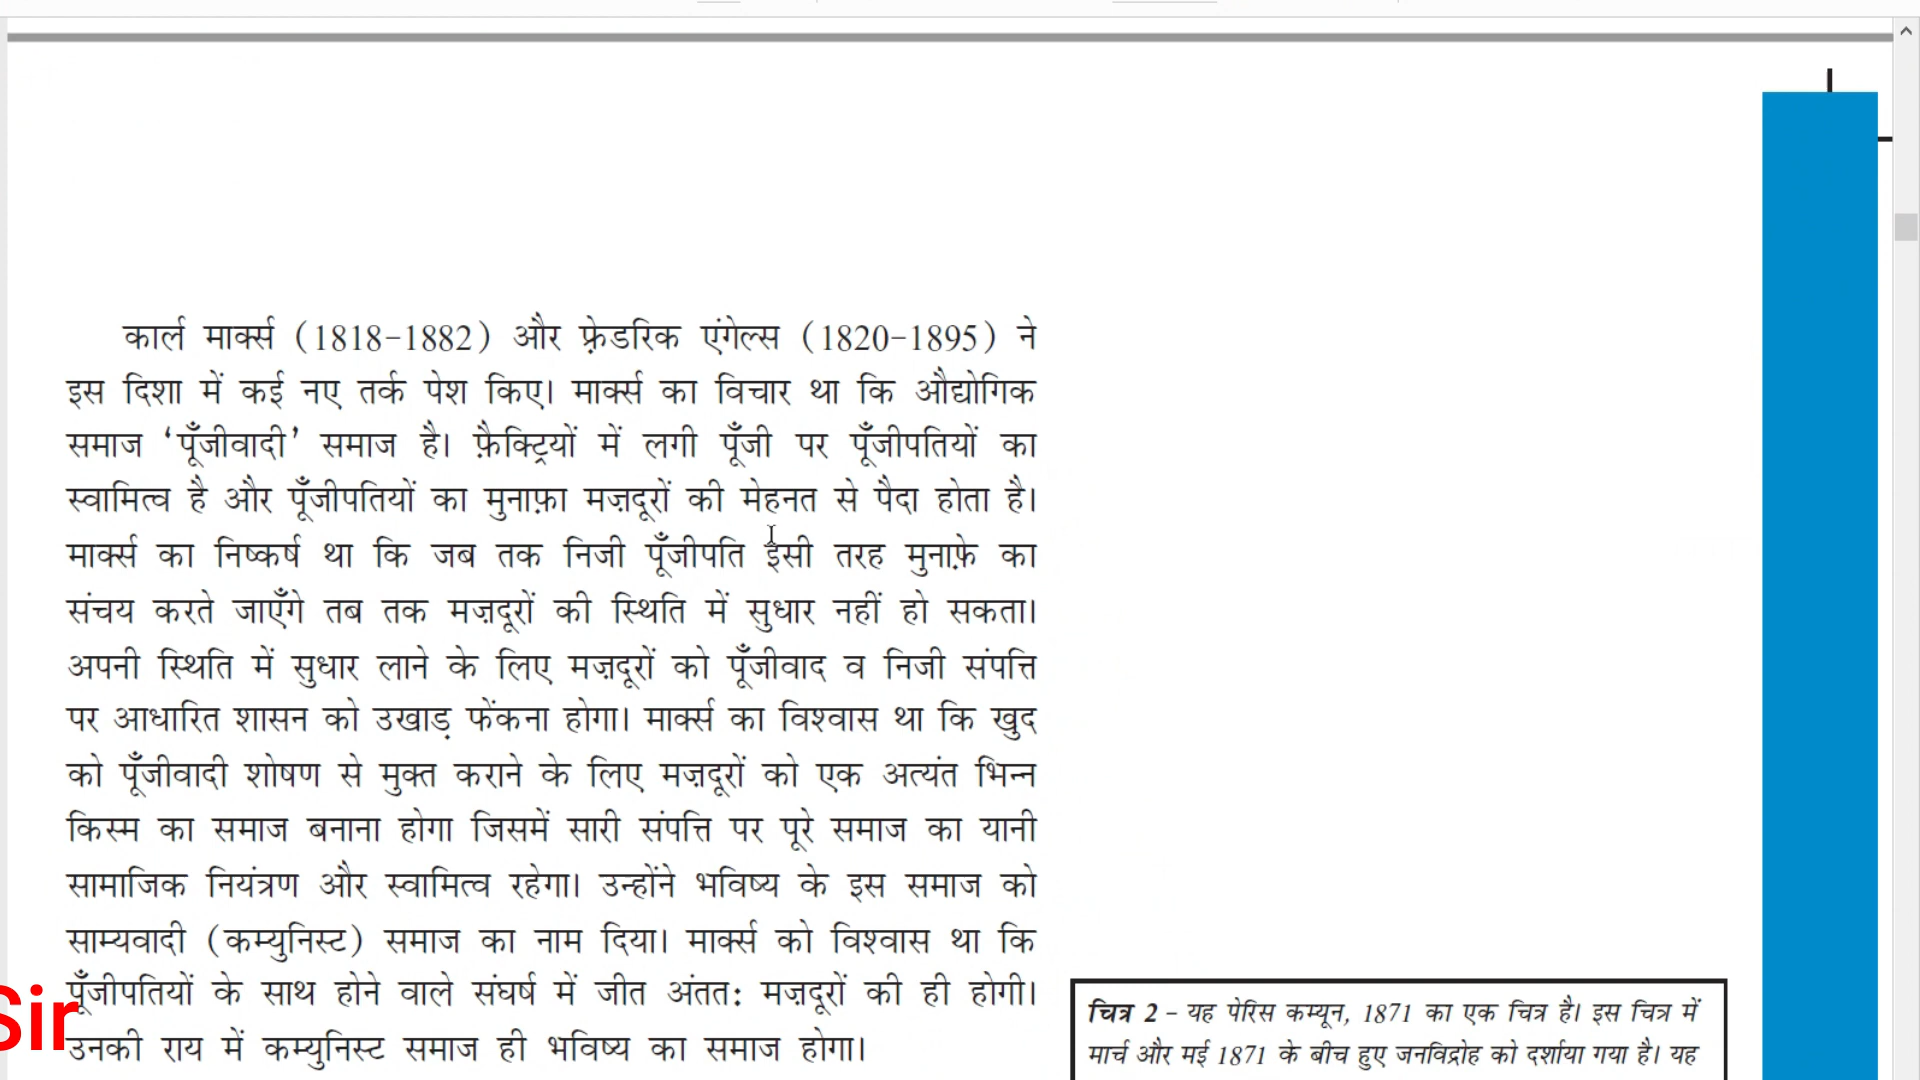 कार्ल मार्क्स (1818-1882) और फ़्रेडरिक एंगेल्स (1820-1895) ने
इस दिशा में कई नए तर्क पेश किए। मार्क्स का विचार था कि औद्योगिक
समाज ‘पूँजीवादी’ समाज है। फ़ैक्ट्रियों में लगी पूँजी पर पूँजीपतियों का
स्वामित्व है और पूँजीपतियों का मुनाफ़ा मज़दूरों की मेहनत से पैदा होता है।
मार्क्स का निष्कर्ष था कि जब तक निजी पूँजीपति इसी तरह मुनाफ़े का
संचय करते जाएँगे तब तक मज़दूरों की स्थिति में सुधार नहीं हो सकता।
अपनी स्थिति में सुधार लाने के लिए मज़दूरों को पूँजीवाद व निजी संपत्ति
पर आधारित शासन को उखाड़ फेंकना होगा। मार्क्स का विश्वास था कि खुद
को पूँजीवादी शोषण से मुक्त कराने के लिए मज़दूरों को एक अत्यंत भिन्न
किस्म का समाज बनाना होगा जिसमें सारी संपत्ति पर पूरे समाज का यानी
सामाजिक नियंत्रण और स्वामित्व रहेगा। उन्होंने भविष्य के इस समाज को
साम्यवादी (कम्युनिस्ट) समाज का नाम दिया। मार्क्स को विश्वास था कि
पूँजीपतियों के साथ होने वाले संघर्ष में जीत अंतत: मज़दूरों की ही होगी।
उनकी राय में कम्युनिस्ट समाज ही भविष्य का समाज होगा।
Sir
चित्र 2 – यह पेरिस कम्यून, 1871 का एक चित्र है। इस चित्र में
मार्च और मई 1871 के बीच हुए जनविद्रोह को दर्शाया गया है। यह